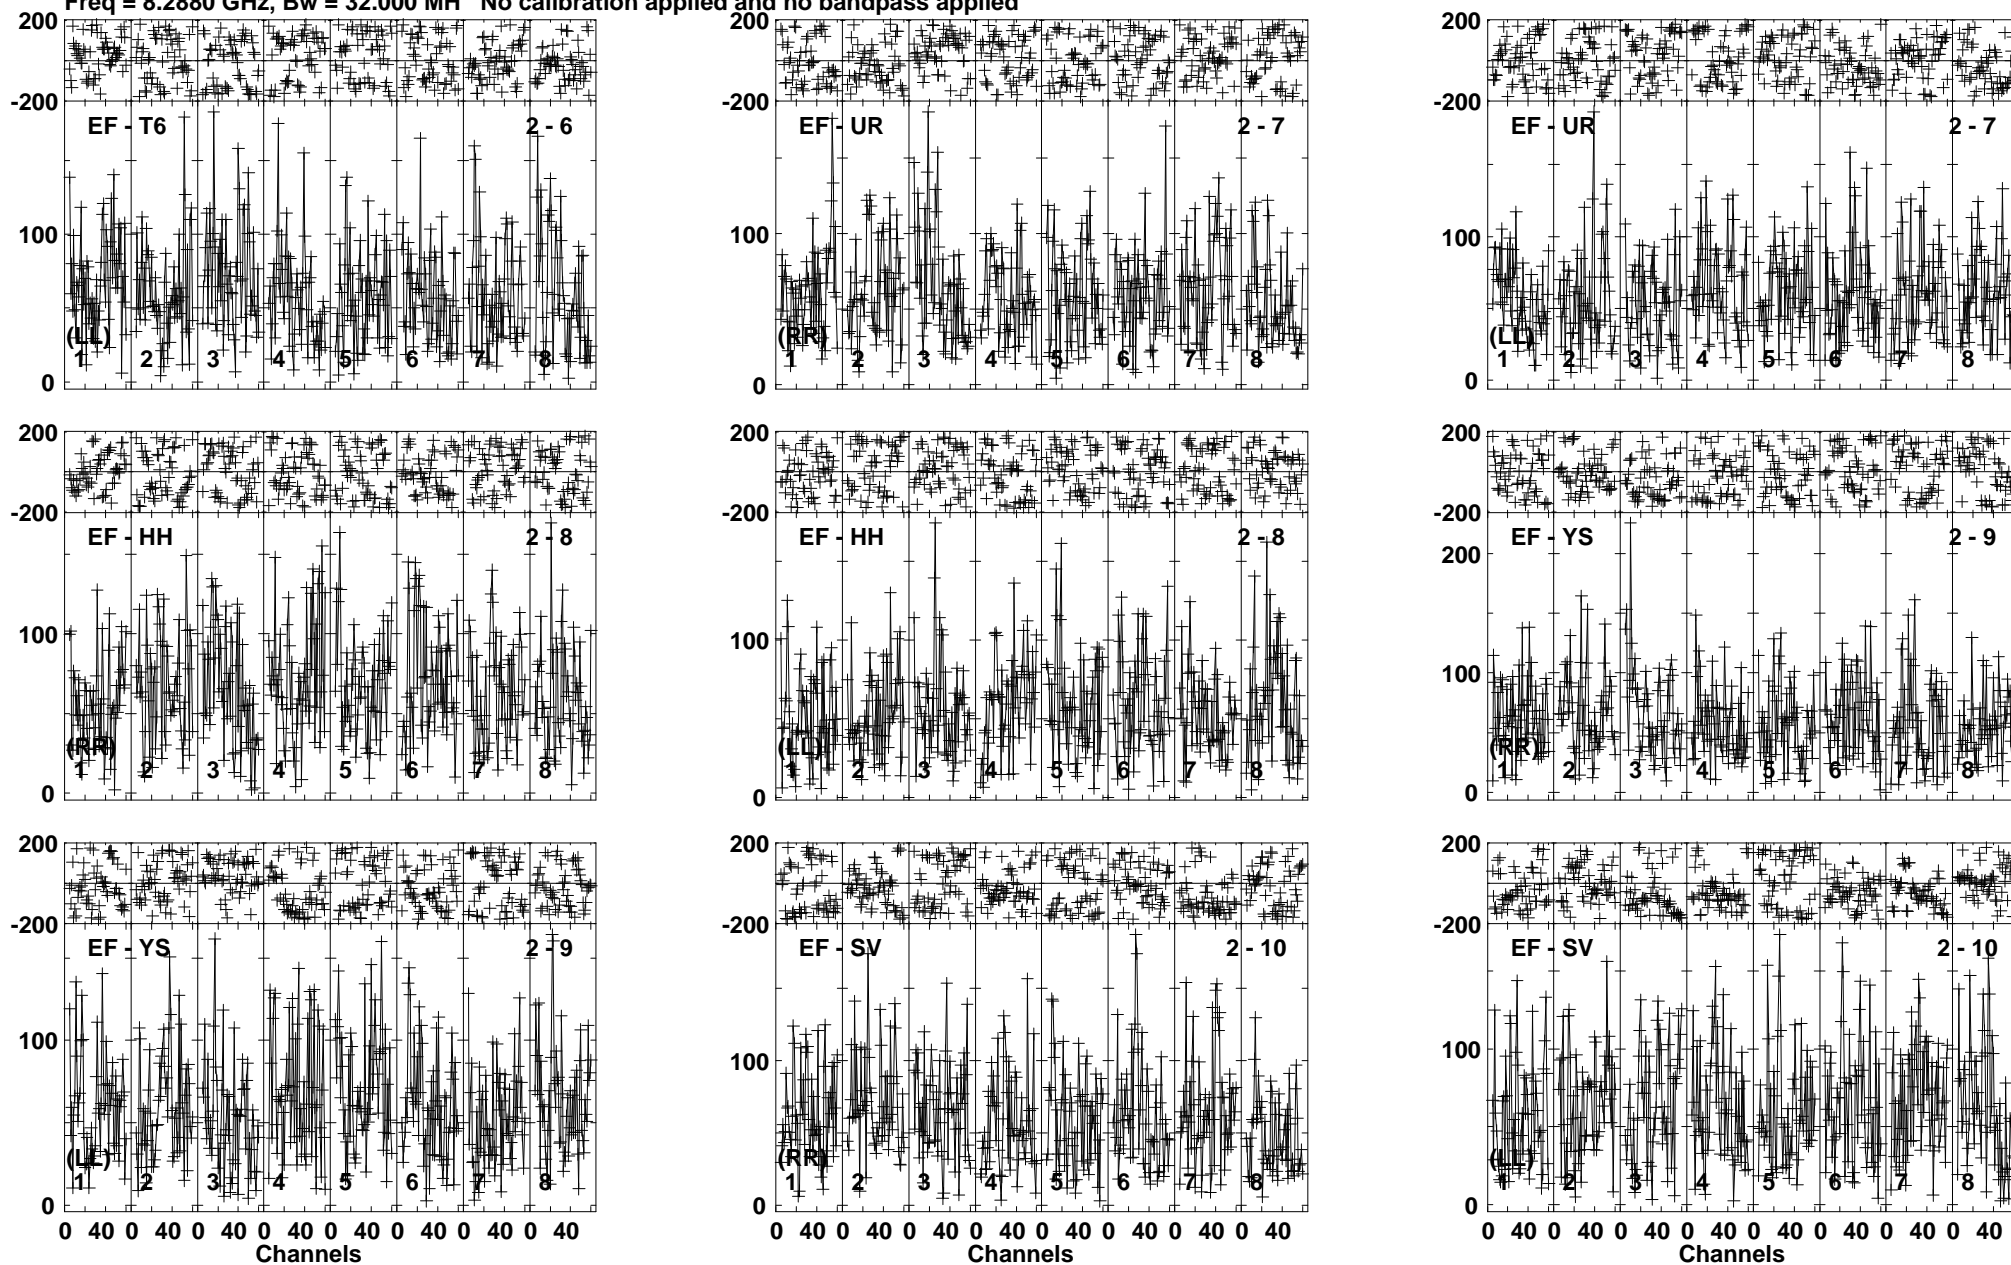 Freq = 8.2880 GHz, Bw = 32.000 MH No calibration applied and no bandpass applied
200 200 200
-200 -200 -200
EF - T6 2 - 6 EF - UR 2 - 7 EF - UR 2 - 7
100 100 100
(LL) (RR) (LL)
1 2 3 4 5 6 7 8 1 2 3 4 5 6 7 8 1 2 3 4 5 6 7 8
0 0 0
200 200 200
-200 -200 -200
EF - HH 2 - 8 EF - HH 2 - 8 EF - YS 2 - 9
200
100 100 100
(RR) (LL) (RR)
1 2 3 4 5 6 7 8 1 2 3 4 5 6 7 8 1 2 3 4 5 6 7 8
0 0 0
200 200 200
-200 -200 -200
EF - YS 2 - 9 EF - SV 2 - 10 EF - SV 2 - 10
100 100 100
(LL) (RR) (LL)
1 2 3 4 5 6 7 8 1 2 3 4 5 6 7 8 1 2 3 4 5 6 7 8
0 0 0
0 40 0 40 0 40 0 40 0 40 0 40 0 40 0 40 0 40 0 40 0 40 0 40 0 40 0 40 0 40 0 40 0 40 0 40 0 40 0 40 0 40 0 40 0 40 0 40
Channels Channels Channels